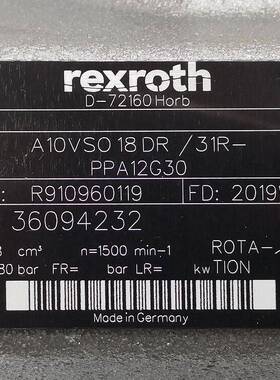 rexroth
D-72160 Horb
A10VSO 18 DR /31R-
PPA12G30
: R910960119 FD: 2019
36094232
cm³ n=1500 min-1 ROTA-
80 bar FR= bar LR= kw TION
Made in Germany